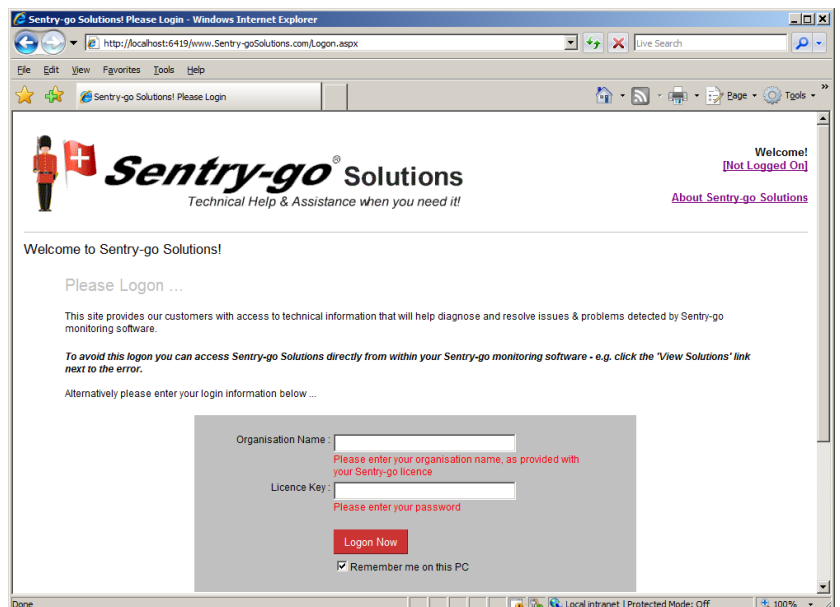 Sentry-go Solutions! Please Login - Windows Internet Explorer
http://localhost:6419/www.Sentry-goSolutions.com/Logon.aspx
Live Search
File Edit View Favorites Tools Help
Sentry-go Solutions! Please Login
Page
Tools
»
Sentry-go® Solutions
Technical Help & Assistance when you need it!
Welcome!
[Not Logged On]
About Sentry-go Solutions
Welcome to Sentry-go Solutions!
Please Logon ...
This site provides our customers with access to technical information that will help diagnose and resolve issues & problems detected by Sentry-go
monitoring software.
To avoid this logon you can access Sentry-go Solutions directly from within your Sentry-go monitoring software - e.g. click the 'View Solutions' link
next to the error.
Alternatively please enter your login information below ...
Organisation Name :
Please enter your organisation name, as provided with
your Sentry-go licence
Licence Key :
Please enter your password
Logon Now
Remember me on this PC
Done
Local intranet | Protected Mode: Off
100%